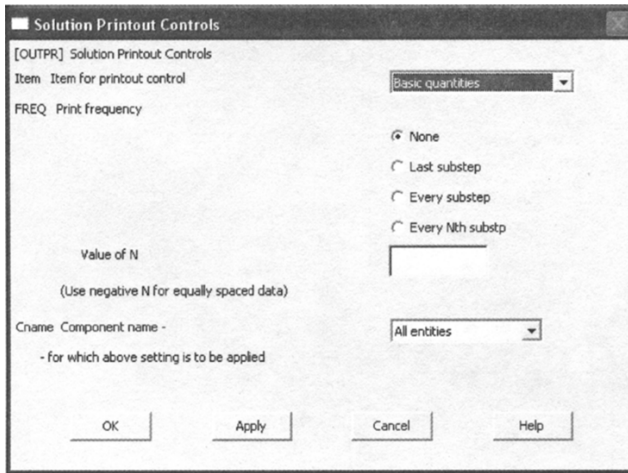 Solution Printout Controls
[OUTPR] Solution Printout Controls
Item Item for printout control
Basic quantities
FREQ Print frequency
None
Last substep
Every substep
Every Nth substp
Value of N
(Use negative N for equally spaced data)
Cname Component name -
All entities
- for which above setting is to be applied
OK
Apply
Cancel
Help